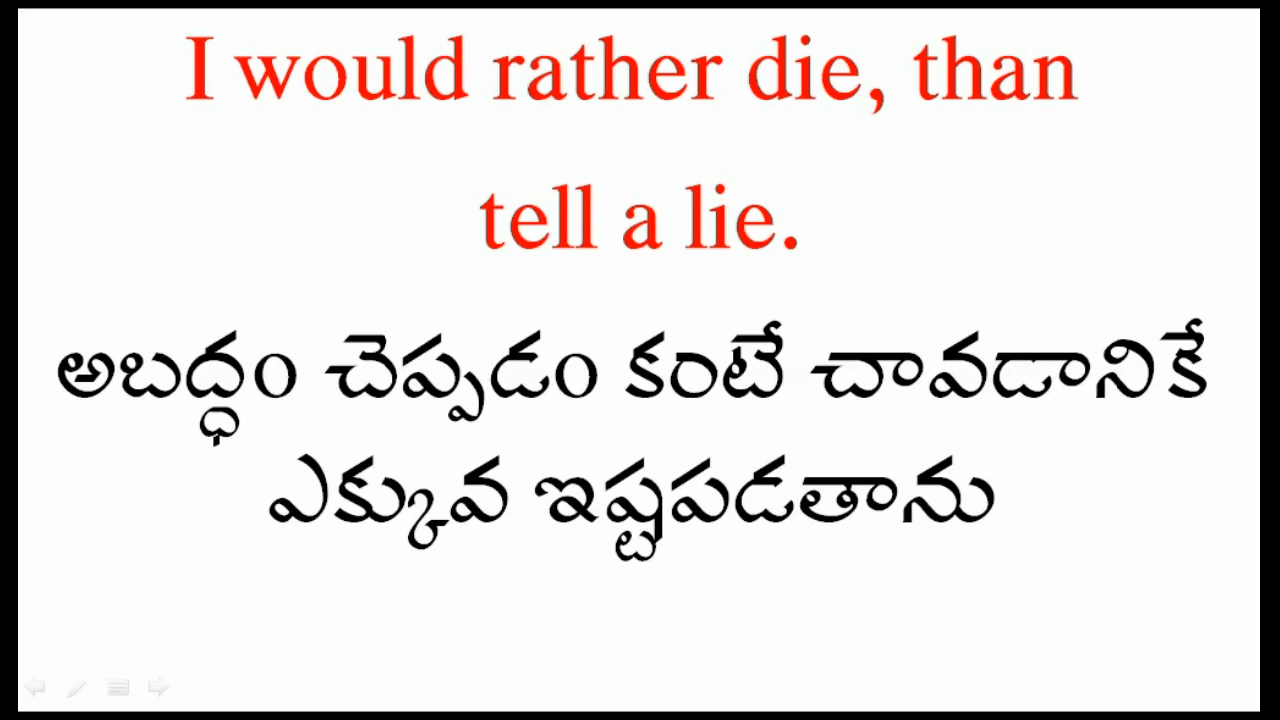 I would rather die, than
tell a lie.
అబద్ధం చెప్పడం కంటే చావడానికే
ఎక్కువ ఇష్టపడతాను